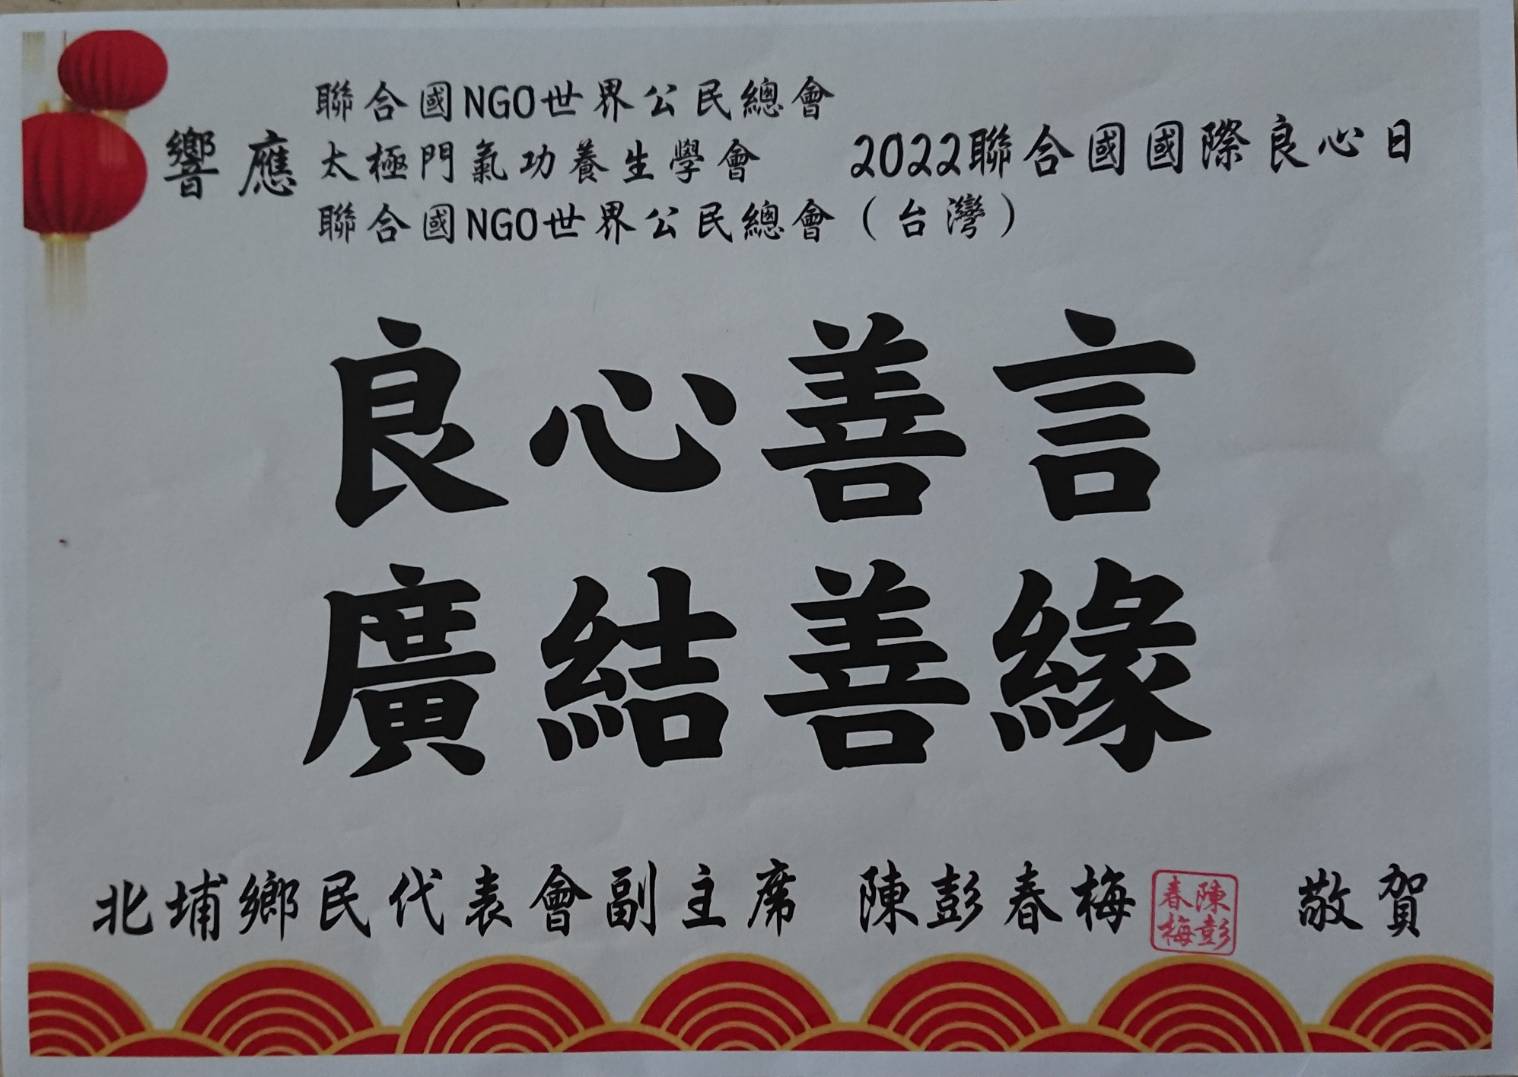 聯合國NGO世界公民總會
響應 太極門氣功養生學會 2022聯合國國際良心日
聯合國NGO世界公民總會（台灣）
良心善言
廣結善緣
北埔鄉民代表會副主席 陳彭春梅 敬賀
陳彭
春梅